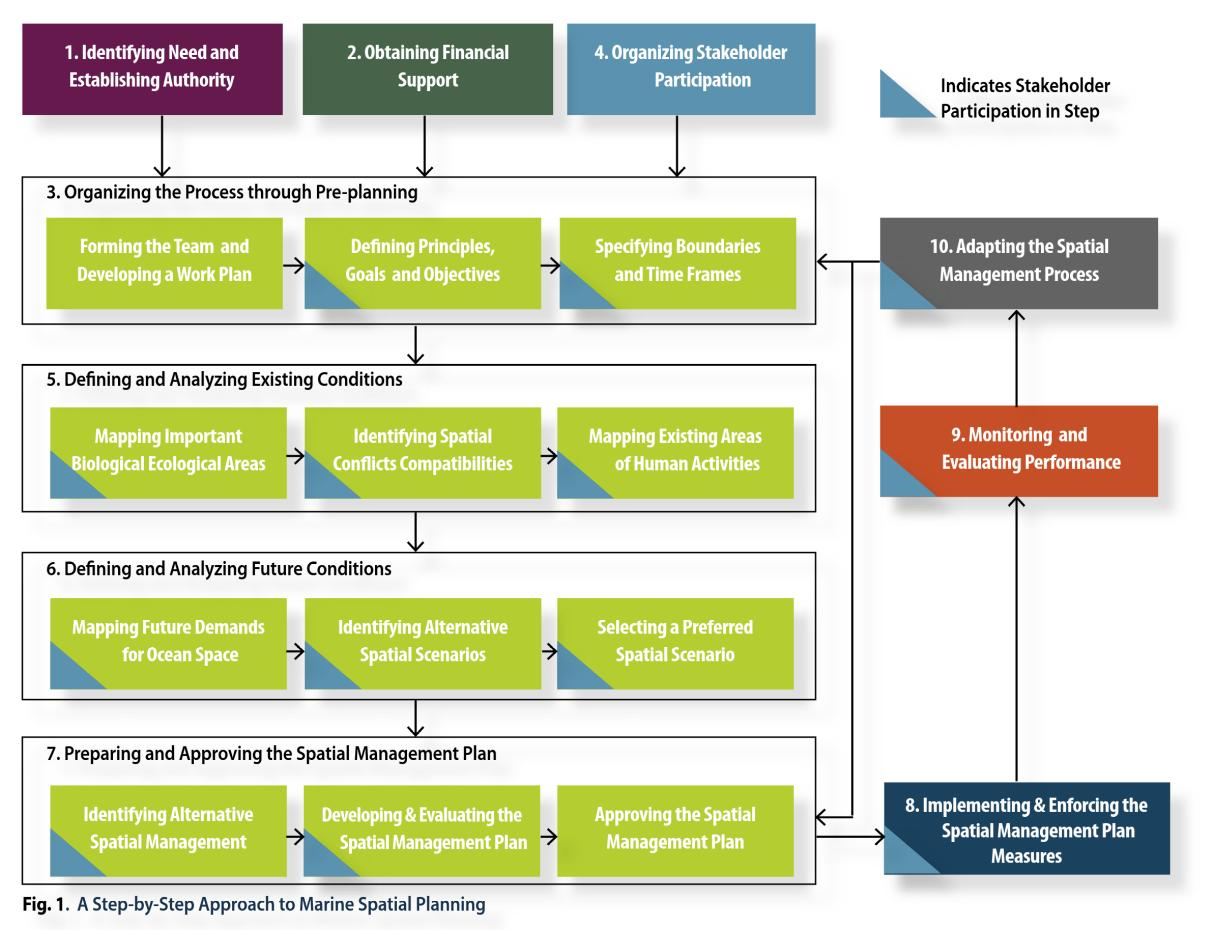 1. Identifying Need and
Establishing Authority
2. Obtaining Financial
Support
4. Organizing Stakeholder
Participation
Indicates Stakeholder
Participation in Step
3. Organizing the Process through Pre-planning
Forming the Team and
Developing a Work Plan
Defining Principles,
Goals and Objectives
Specifying Boundaries
and Time Frames
10. Adapting the Spatial
Management Process
5. Defining and Analyzing Existing Conditions
Mapping Important
Biological Ecological Areas
Identifying Spatial
Conflicts Compatibilities
Mapping Existing Areas
of Human Activities
9. Monitoring and
Evaluating Performance
6. Defining and Analyzing Future Conditions
Mapping Future Demands
for Ocean Space
Identifying Alternative
Spatial Scenarios
Selecting a Preferred
Spatial Scenario
7. Preparing and Approving the Spatial Management Plan
Identifying Alternative
Spatial Management
Developing & Evaluating the
Spatial Management Plan
Approving the Spatial
Management Plan
8. Implementing & Enforcing the
Spatial Management Plan
Measures
Fig. 1. A Step-by-Step Approach to Marine Spatial Planning